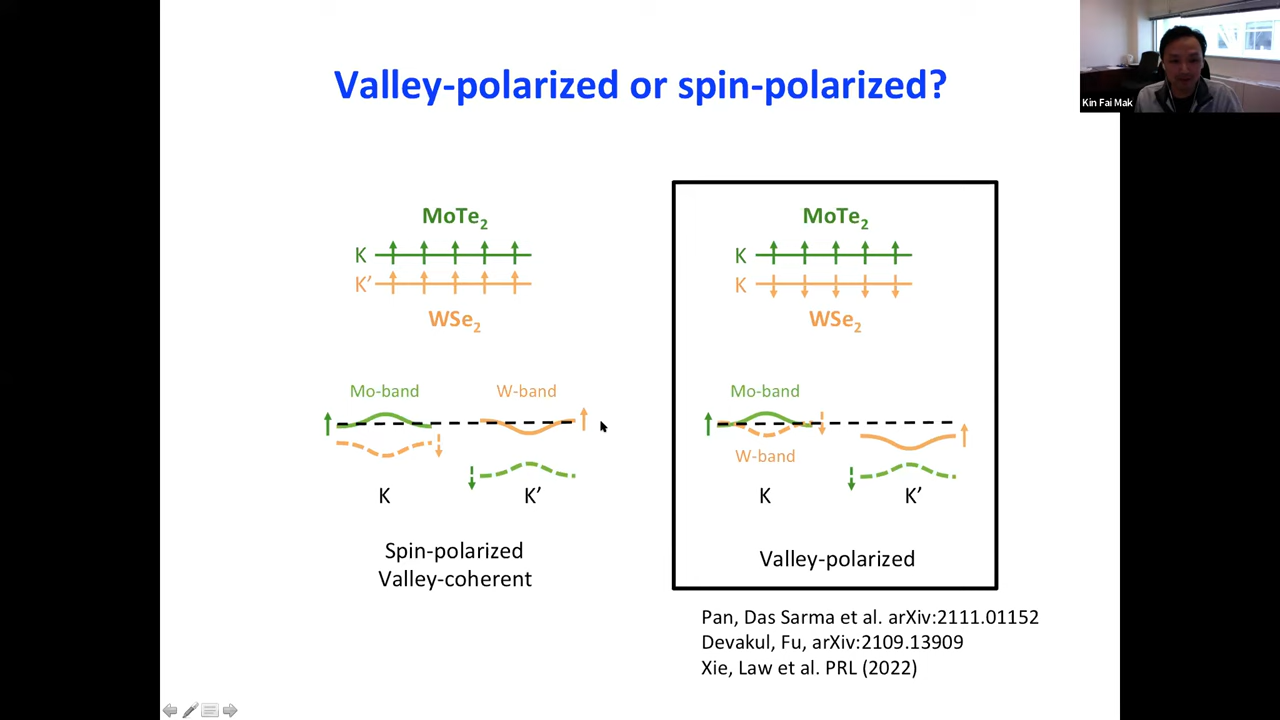 Valley-polarized or spin-polarized?
Kin Fai Mak
MoTe2
K
K’
WSe2
Mo-band
W-band
K
K’
Spin-polarized
Valley-coherent
MoTe2
K
K
WSe2
Mo-band
W-band
K
K’
Valley-polarized
Pan, Das Sarma et al. arXiv:2111.01152
Devakul, Fu, arXiv:2109.13909
Xie, Law et al. PRL (2022)